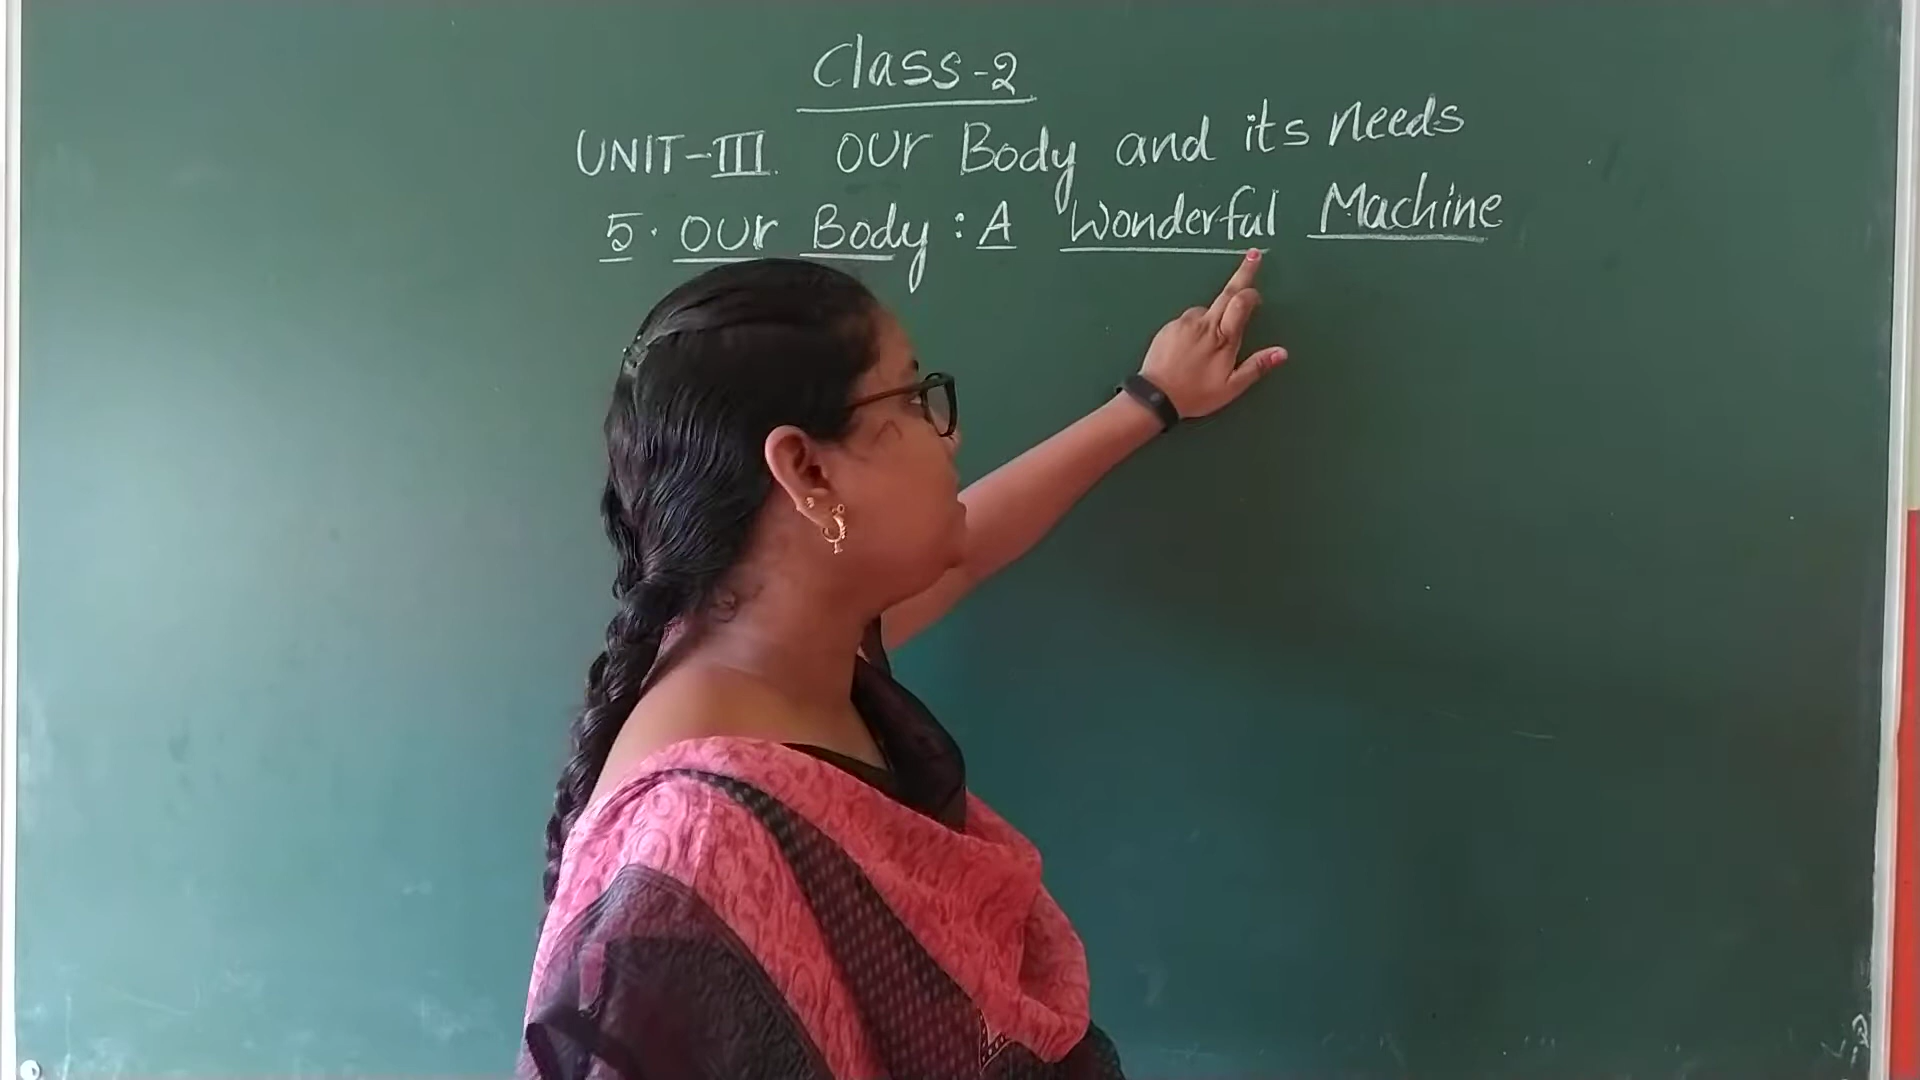 Class-2
UNIT-III OUr Body and its needs
5. OUr Body : A Wonderful Machine